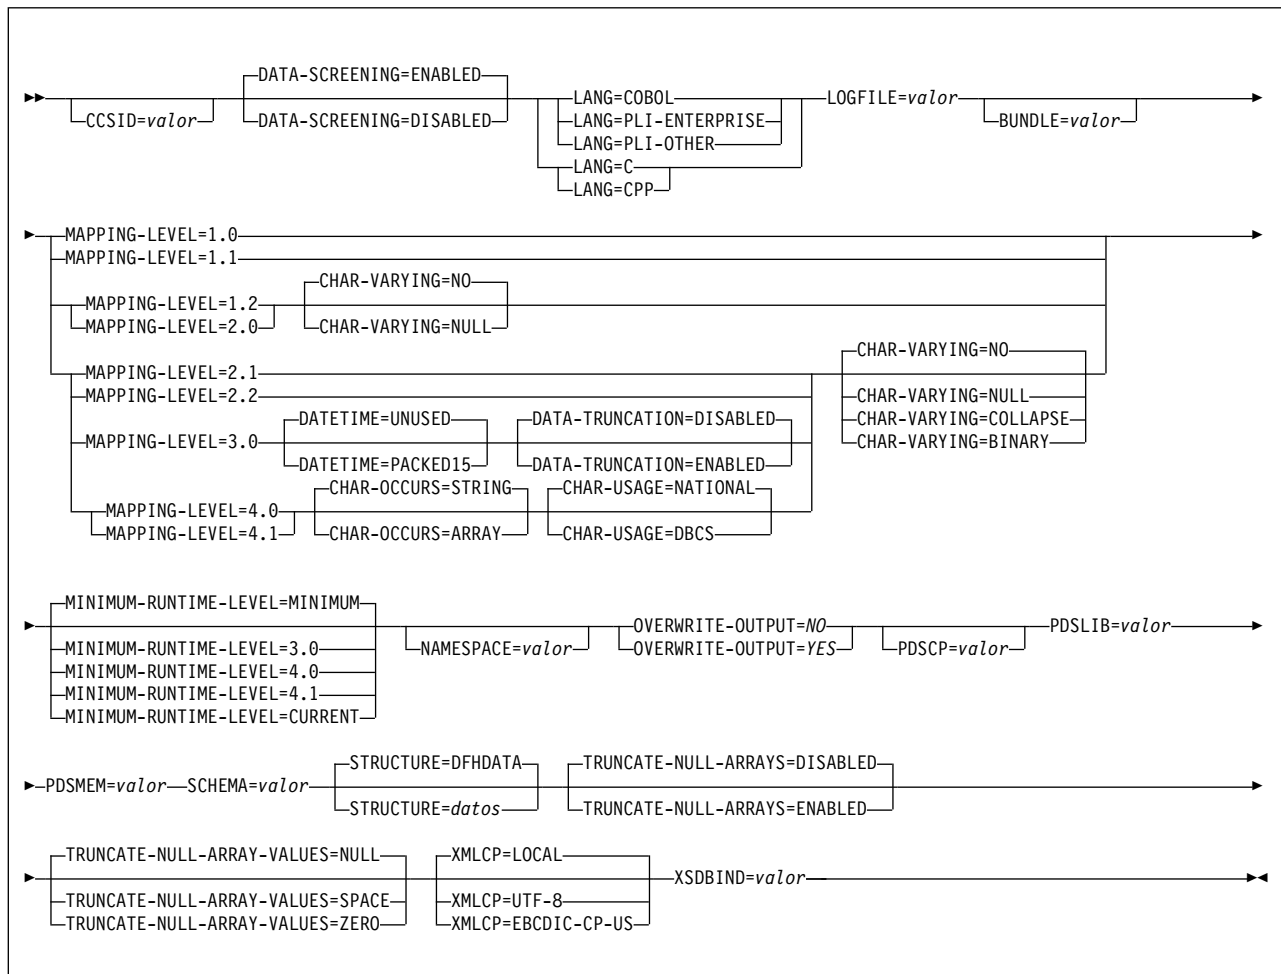 DATA-SCREENING=ENABLED
CCSID=valor
DATA-SCREENING=DISABLED
LANG=COBOL
LANG=PLI-ENTERPRISE
LANG=PLI-OTHER
LANG=C
LANG=CPP
LOGFILE=valor
BUNDLE=valor
MAPPING-LEVEL=1.0
MAPPING-LEVEL=1.1
MAPPING-LEVEL=1.2
MAPPING-LEVEL=2.0
CHAR-VARYING=NO
CHAR-VARYING=NULL
MAPPING-LEVEL=2.1
MAPPING-LEVEL=2.2
MAPPING-LEVEL=3.0
DATETIME=UNUSED
DATETIME=PACKED15
DATA-TRUNCATION=DISABLED
DATA-TRUNCATION=ENABLED
MAPPING-LEVEL=4.0
MAPPING-LEVEL=4.1
CHAR-OCCURS=STRING
CHAR-OCCURS=ARRAY
CHAR-USAGE=NATIONAL
CHAR-USAGE=DBCS
CHAR-VARYING=NO
CHAR-VARYING=NULL
CHAR-VARYING=COLLAPSE
CHAR-VARYING=BINARY
MINIMUM-RUNTIME-LEVEL=MINIMUM
MINIMUM-RUNTIME-LEVEL=3.0
MINIMUM-RUNTIME-LEVEL=4.0
MINIMUM-RUNTIME-LEVEL=4.1
MINIMUM-RUNTIME-LEVEL=CURRENT
NAMESPACE=valor
OVERWRITE-OUTPUT=NO
OVERWRITE-OUTPUT=YES
PDSCP=valor
PDSLIB=valor
PDSMEM=valor
SCHEMA=valor
STRUCTURE=DFHDATA
STRUCTURE=datos
TRUNCATE-NULL-ARRAYS=DISABLED
TRUNCATE-NULL-ARRAYS=ENABLED
TRUNCATE-NULL-ARRAY-VALUES=NULL
TRUNCATE-NULL-ARRAY-VALUES=SPACE
TRUNCATE-NULL-ARRAY-VALUES=ZERO
XMLCP=LOCAL
XMLCP=UTF-8
XMLCP=EBCDIC-CP-US
XSDBIND=valor